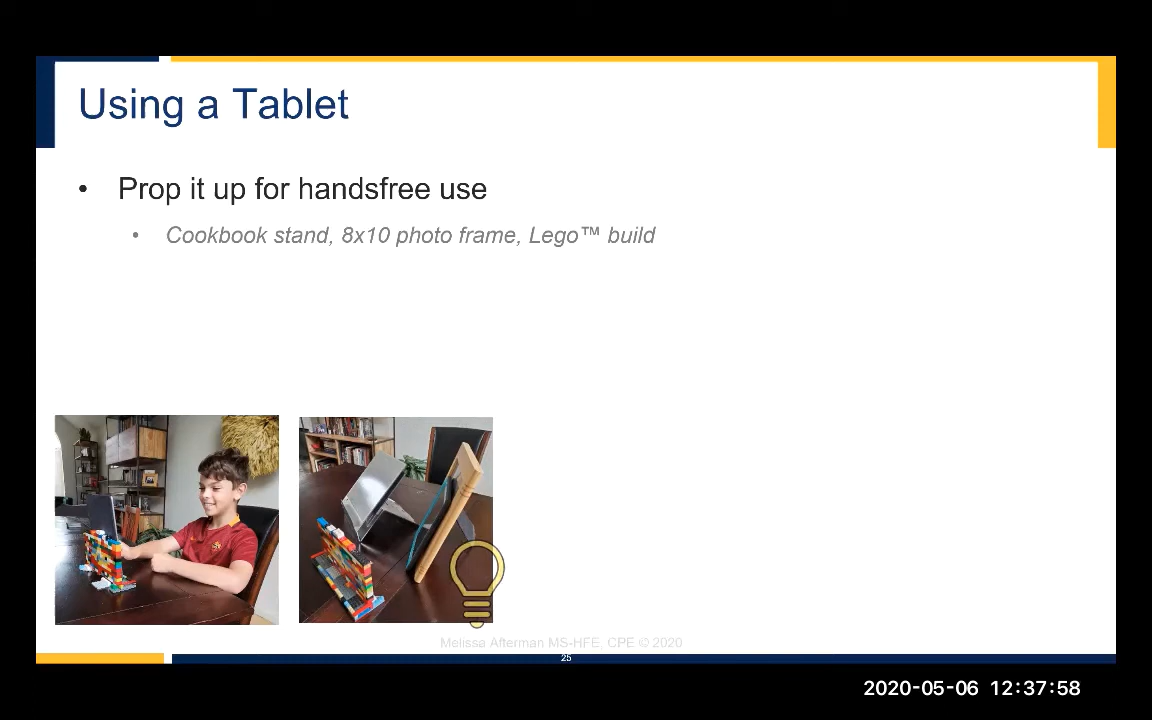 Using a Tablet
• Prop it up for handsfree use
• Cookbook stand, 8x10 photo frame, Lego™ build
Melissa Afterman MS-HFE, CPE © 2020
25
2020-05-06 12:37:58